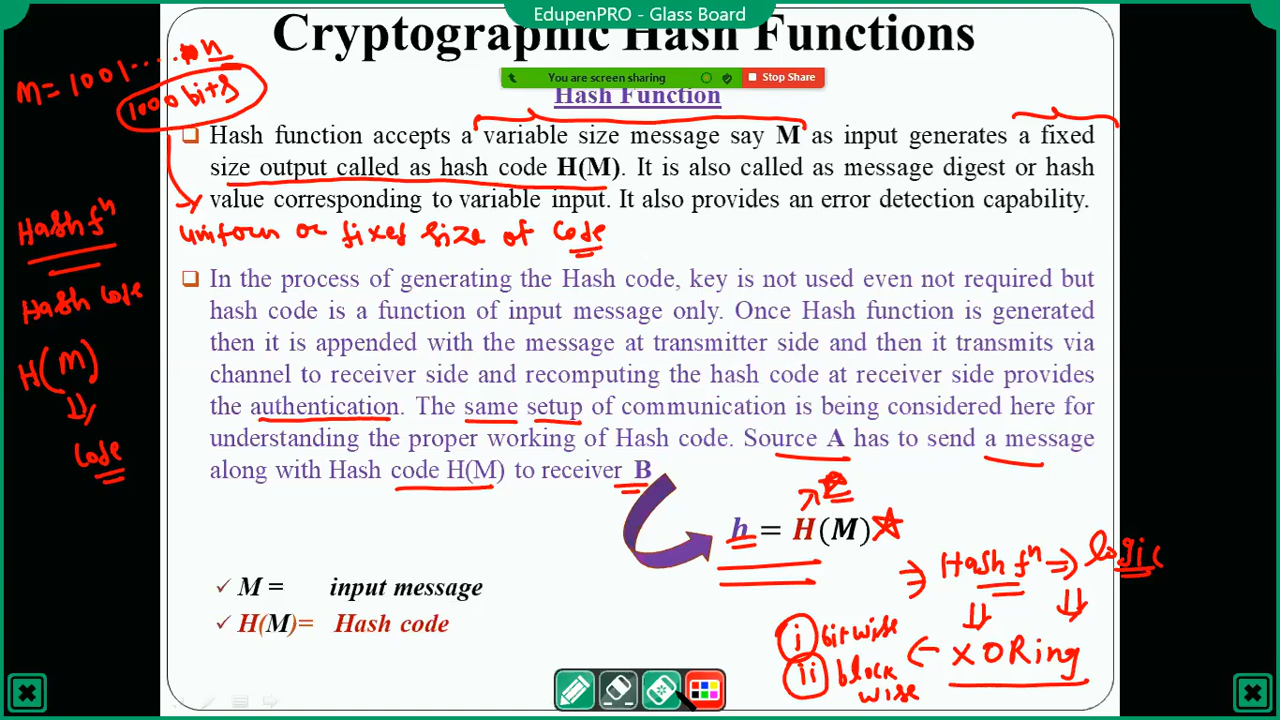 EdupenPRO - Glass Board
Cryptographic Hash Functions
You are screen sharing
Stop Share
Hash Function
M = 1001.... n
1000 bits
Hash function accepts a variable size message say M as input generates a fixed
size output called as hash code H(M). It is also called as message digest or hash
value corresponding to variable input. It also provides an error detection capability.
uniform or fixed size of code
Hash fⁿ
Hash code
H(M)
⇓
code
In the process of generating the Hash code, key is not used even not required but
hash code is a function of input message only. Once Hash function is generated
then it is appended with the message at transmitter side and then it transmits via
channel to receiver side and recomputing the hash code at receiver side provides
the authentication. The same setup of communication is being considered here for
understanding the proper working of Hash code. Source A has to send a message
along with Hash code H(M) to receiver B
h = H(M)
⇒ Hash fⁿ ⇒ logic
⇓ ⇓
XORing
i bitwise
ii block
wise
✓ M = input message
✓ H(M)= Hash code